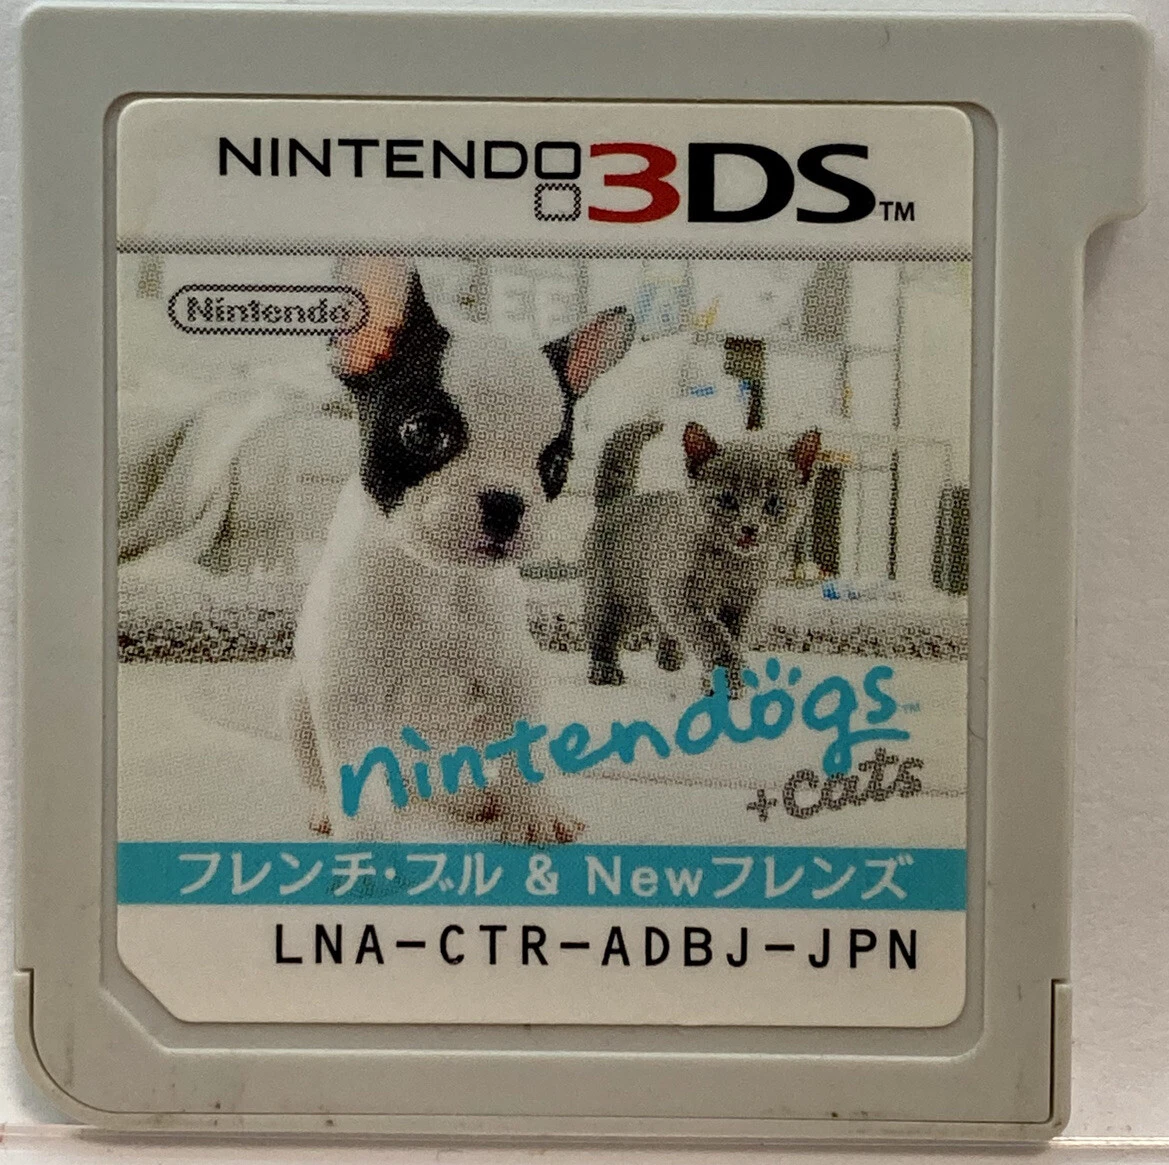 NINTENDO 3DS™
Nintendo
nintendogs™
+cats
フレンチ・ブル & Newフレンズ
LNA-CTR-ADBJ-JPN